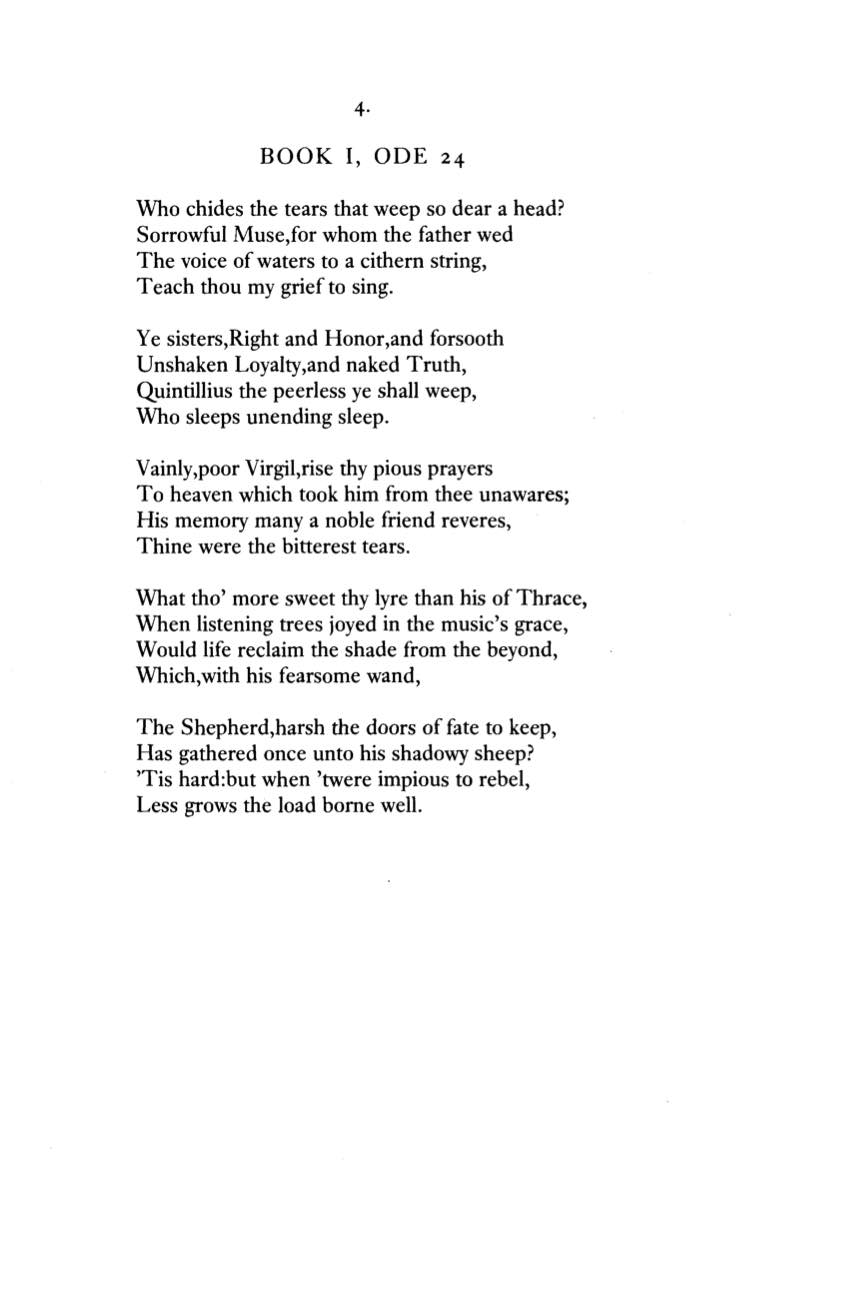 4.
BOOK I, ODE 24
Who chides the tears that weep so dear a head?
Sorrowful Muse,for whom the father wed
The voice of waters to a cithern string,
Teach thou my grief to sing.
Ye sisters,Right and Honor,and forsooth
Unshaken Loyalty,and naked Truth,
Quintillius the peerless ye shall weep,
Who sleeps unending sleep.
Vainly,poor Virgil,rise thy pious prayers
To heaven which took him from thee unawares;
His memory many a noble friend reveres,
Thine were the bitterest tears.
What tho’ more sweet thy lyre than his of Thrace,
When listening trees joyed in the music’s grace,
Would life reclaim the shade from the beyond,
Which,with his fearsome wand,
The Shepherd,harsh the doors of fate to keep,
Has gathered once unto his shadowy sheep?
’Tis hard:but when ’twere impious to rebel,
Less grows the load borne well.